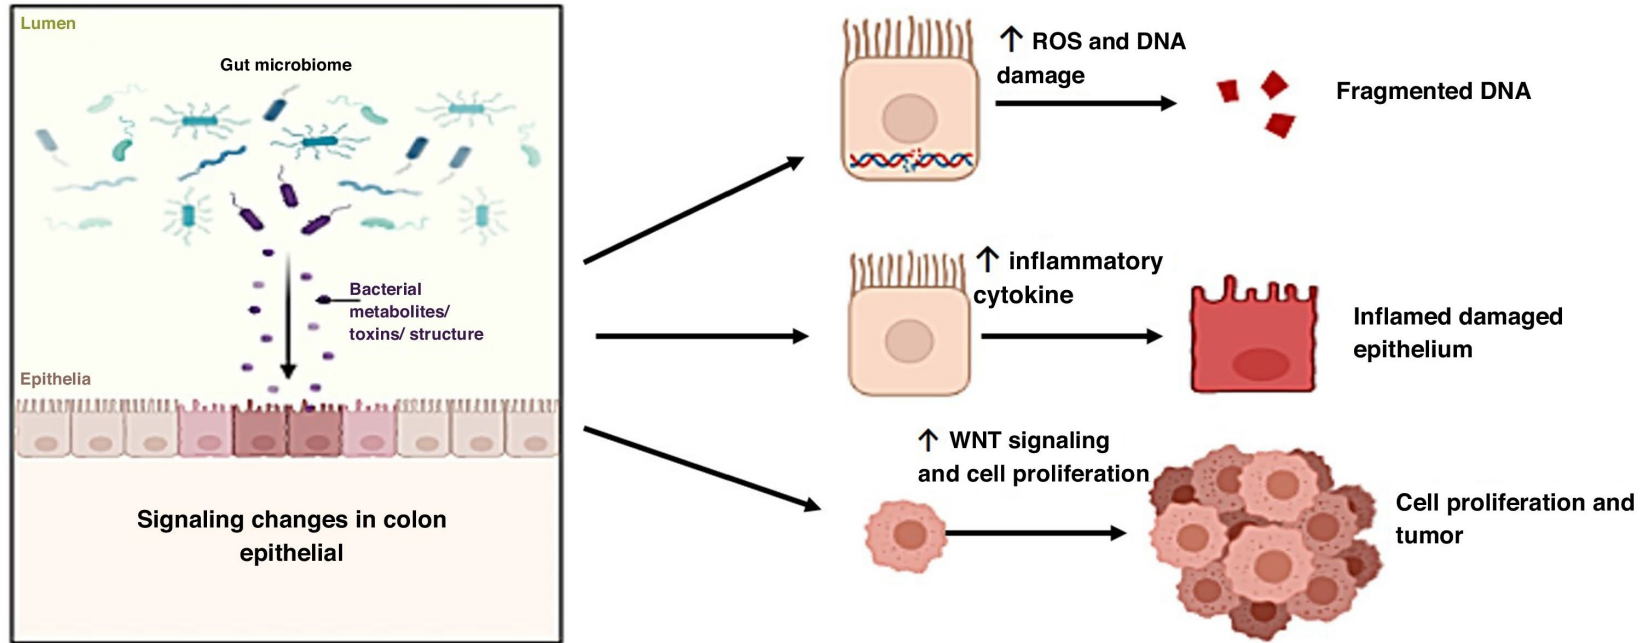 Lumen
Gut microbiome
Bacterial
metabolites/
toxins/ structure
Epithelia
Signaling changes in colon
epithelial
↑ ROS and DNA
damage
Fragmented DNA
↑ inflammatory
cytokine
Inflamed damaged
epithelium
↑ WNT signaling
and cell proliferation
Cell proliferation and
tumor